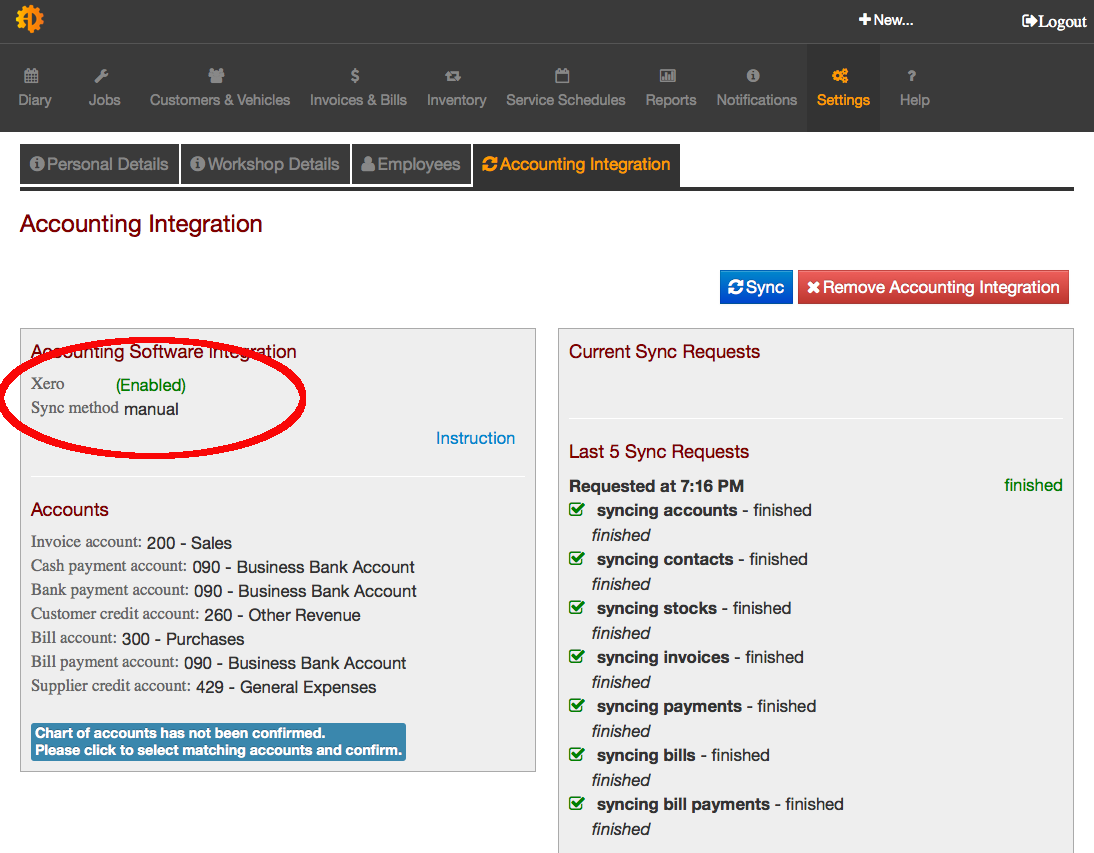 New...
Logout
Diary
Jobs
Customers & Vehicles
Invoices & Bills
Inventory
Service Schedules
Reports
Notifications
Settings
Help
Personal Details
Workshop Details
Employees
Accounting Integration
Accounting Integration
Sync
Remove Accounting Integration
Accounting Software Integration
Xero (Enabled)
Sync method manual
Instruction
Accounts
Invoice account: 200 - Sales
Cash payment account: 090 - Business Bank Account
Bank payment account: 090 - Business Bank Account
Customer credit account: 260 - Other Revenue
Bill account: 300 - Purchases
Bill payment account: 090 - Business Bank Account
Supplier credit account: 429 - General Expenses
Chart of accounts has not been confirmed.
Please click to select matching accounts and confirm.
Current Sync Requests
Last 5 Sync Requests
Requested at 7:16 PM finished
syncing accounts - finished
finished
syncing contacts - finished
finished
syncing stocks - finished
finished
syncing invoices - finished
finished
syncing payments - finished
finished
syncing bills - finished
finished
syncing bill payments - finished
finished